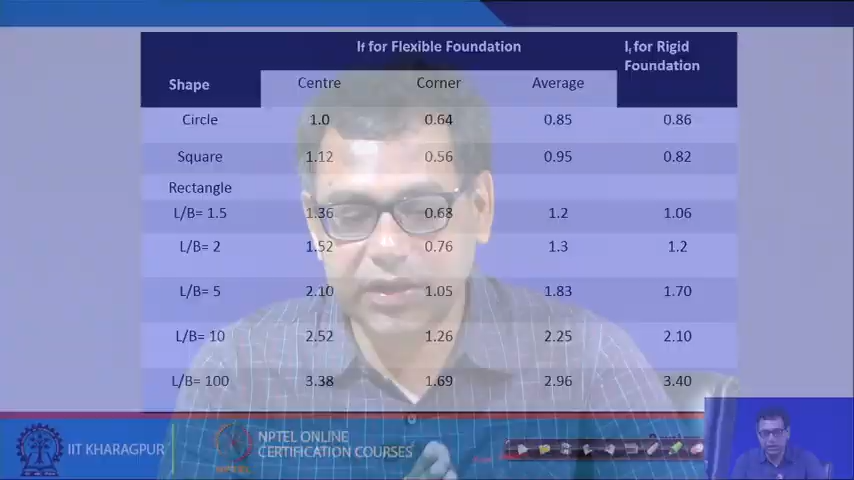 If for Flexible Foundation
If for Rigid
Foundation
Shape
Centre
Corner
Average
Circle 1.0 0.64 0.85 0.86
Square 1.12 0.56 0.95 0.82
Rectangle
L/B= 1.5 1.36 0.68 1.2 1.06
L/B= 2 1.52 0.76 1.3 1.2
L/B= 5 2.10 1.05 1.83 1.70
L/B= 10 2.52 1.26 2.25 2.10
L/B= 100 3.38 1.69 2.96 3.40
IIT KHARAGPUR
NPTEL
NPTEL ONLINE
CERTIFICATION COURSES